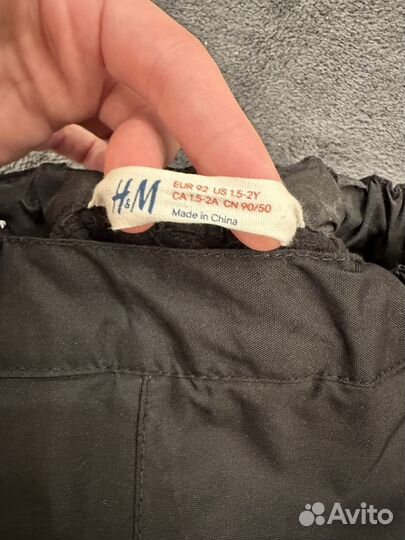 H&M
EUR 92 US 1.5-2Y
CA 1.5-2A CN 90/50
Made in China
Avito